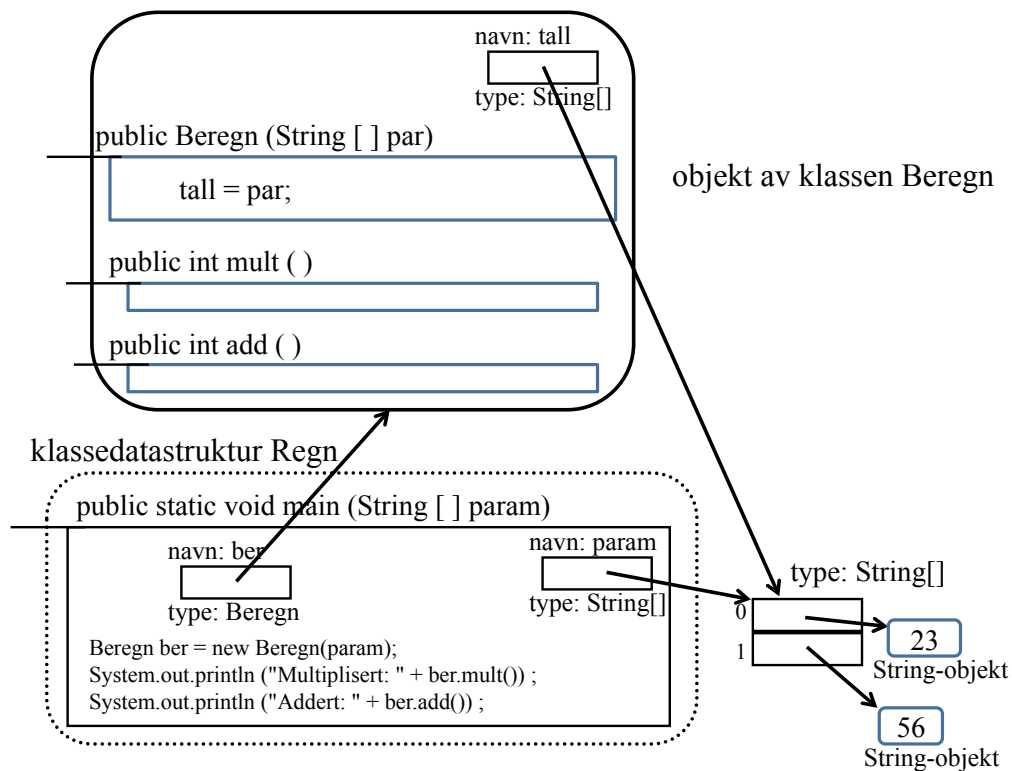 navn: tall
type: String[]
public Beregn (String [ ] par)
tall = par;
objekt av klassen Beregn
public int mult ( )
public int add ( )
klassedatastruktur Regn
public static void main (String [ ] param)
navn: ber
type: Beregn
navn: param
type: String[]
Beregn ber = new Beregn(param);
System.out.println ("Multiplisert: " + ber.mult()) ;
System.out.println ("Addert: " + ber.add()) ;
type: String[]
0
1
23
String-objekt
56
String-objekt